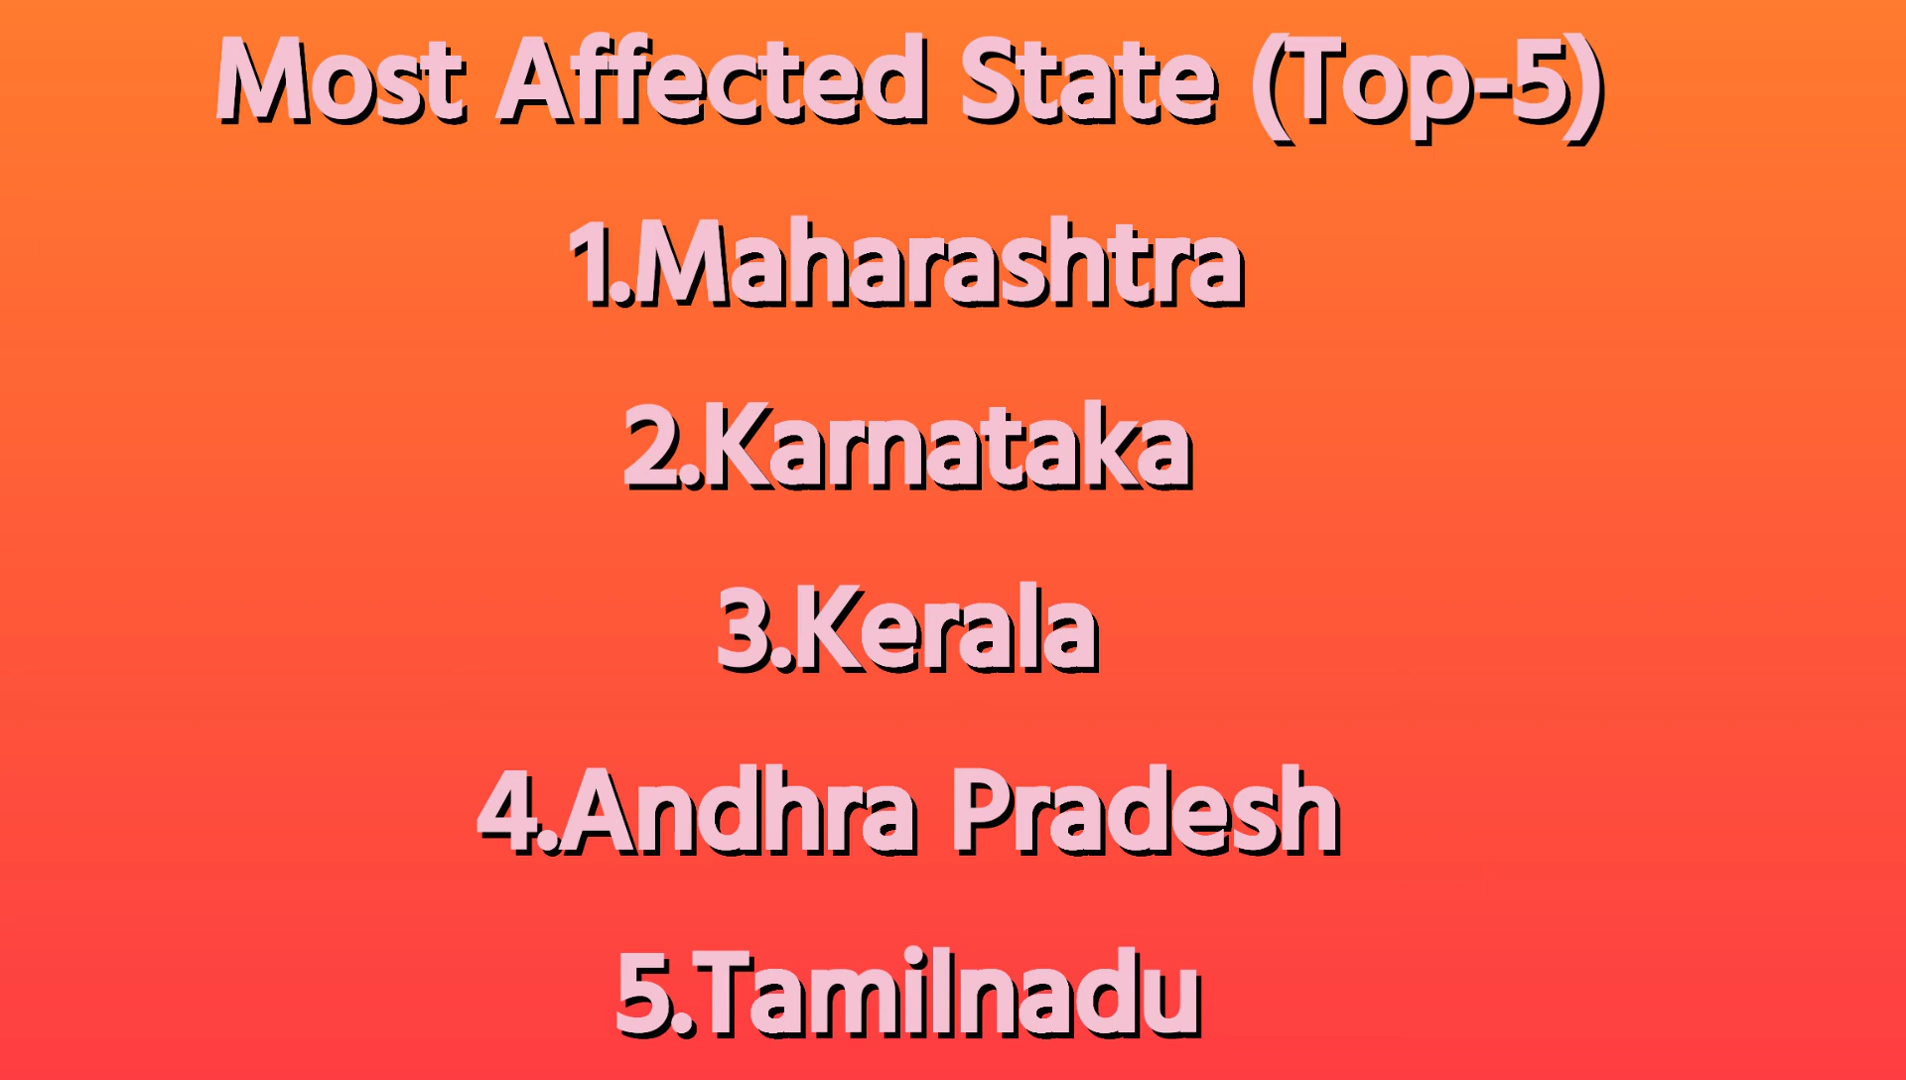 Most Affected State (Top-5)
1.Maharashtra
2.Karnataka
3.Kerala
4.Andhra Pradesh
5.Tamilnadu